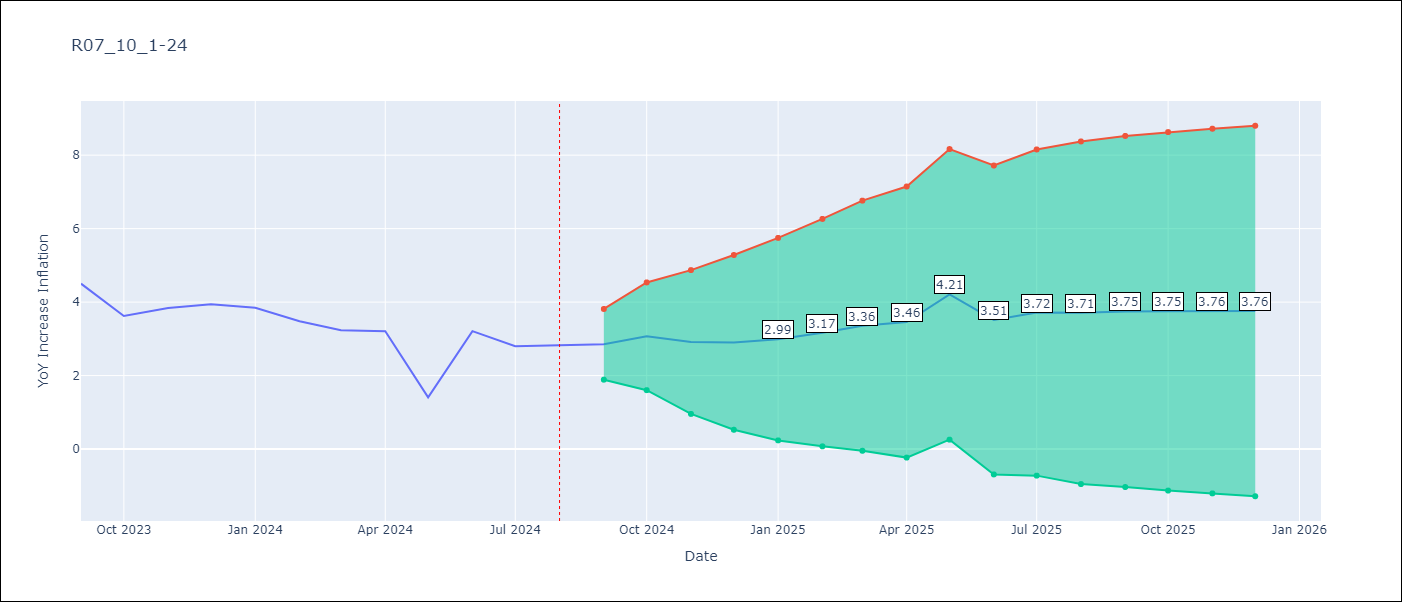 R07_10_1-24
YoY Increase Inflation
8
6
4
2
0
2.99
3.17
3.36
3.46
4.21
3.51
3.72
3.71
3.75
3.75
3.76
3.76
Oct 2023
Jan 2024
Apr 2024
Jul 2024
Oct 2024
Jan 2025
Apr 2025
Jul 2025
Oct 2025
Jan 2026
Date